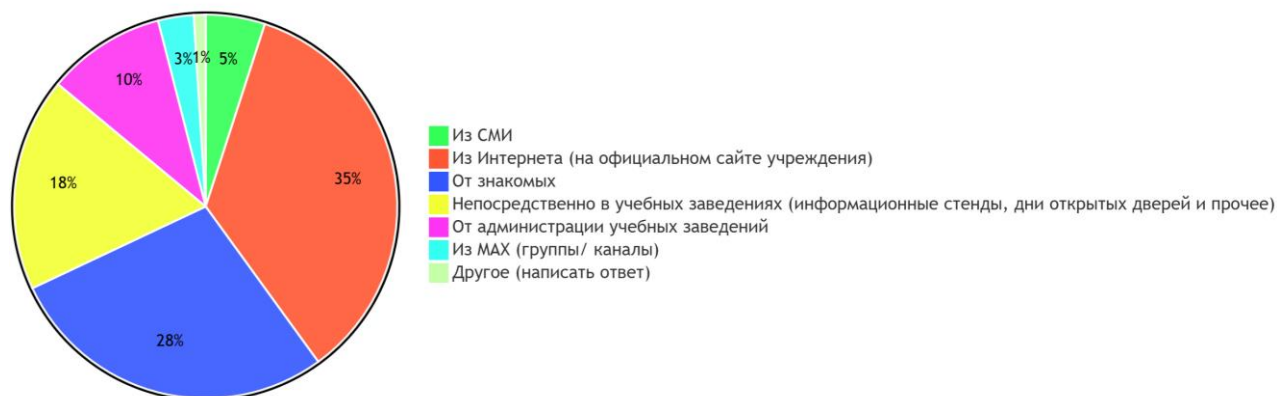 3%
1%
5%
10%
35%
18%
28%
Из СМИ
Из Интернета (на официальном сайте учреждения)
От знакомых
Непосредственно в учебных заведениях (информационные стенды, дни открытых дверей и прочее)
От администрации учебных заведений
Из MAX (группы/ каналы)
Другое (написать ответ)